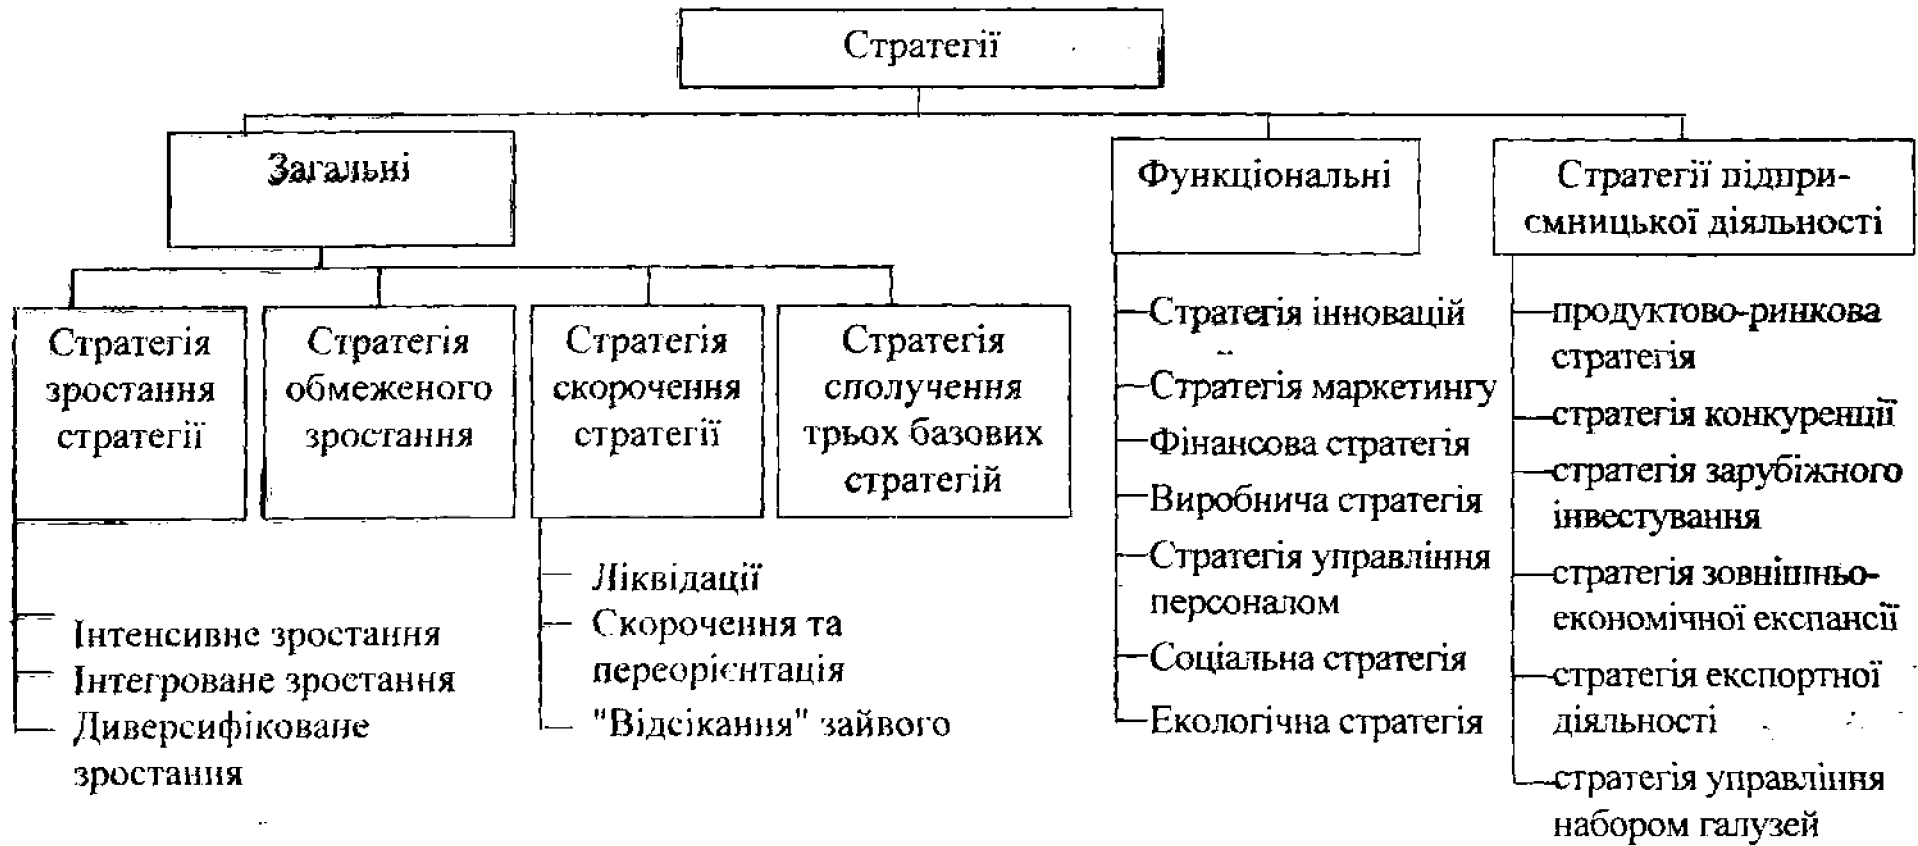 Стратегії
Загальні
Функціональні
Стратегії підпри-
ємницької діяльності
Стратегія
зростання
стратегії
Стратегія
обмеженого
зростання
Стратегія
скорочення
стратегії
Стратегія
сполучення
трьох базових
стратегій
Інтенсивне зростання
Інтегроване зростання
Диверсифіковане
зростання
Ліквідації
Скорочення та
переорієнтація
"Відсікання" зайвого
Стратегія інновацій
Стратегія маркетингу
Фінансова стратегія
Виробнича стратегія
Стратегія управління
персоналом
Соціальна стратегія
Екологічна стратегія
продуктово-ринкова
стратегія
стратегія конкуренції
стратегія зарубіжного
інвестування
стратегія зовнішньо-
економічної експансії
стратегія експортної
діяльності
стратегія управління
набором галузей